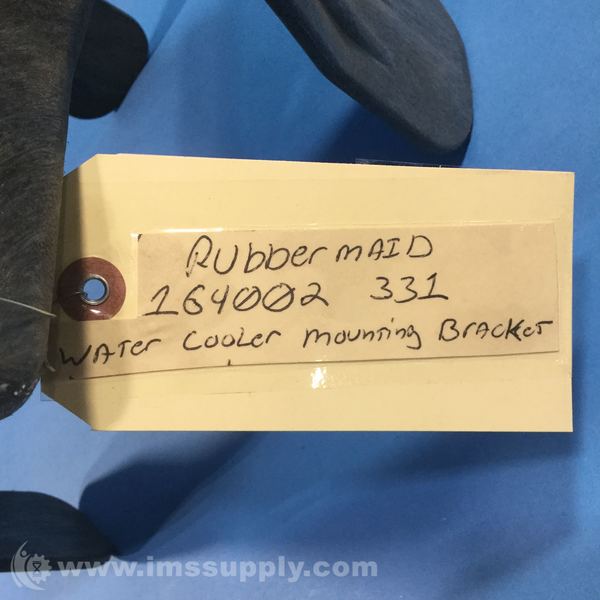 RubbermAID
164002 331
WATer Cooler mounting BrACKeT
www.imssupply.com